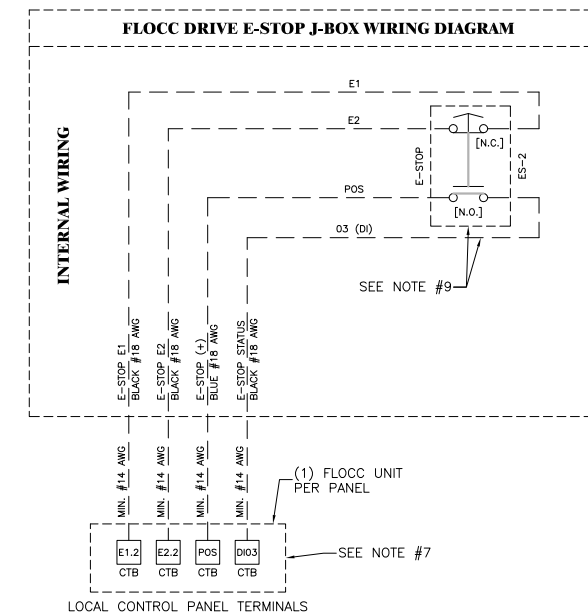 FLOCC DRIVE E-STOP J-BOX WIRING DIAGRAM
INTERNAL WIRING
E1
E2
[N.C.]
E-STOP
ES-2
POS
[N.O.]
03 (DI)
SEE NOTE #9
E-STOP E1
BLACK #18 AWG
E-STOP E2
BLACK #18 AWG
E-STOP (+)
BLUE #18 AWG
E-STOP STATUS
BLACK #18 AWG
MIN. #14 AWG
MIN. #14 AWG
MIN. #14 AWG
MIN. #14 AWG
(1) FLOCC UNIT
PER PANEL
E1.2
E2.2
POS
DI03
CTB
CTB
CTB
CTB
SEE NOTE #7
LOCAL CONTROL PANEL TERMINALS